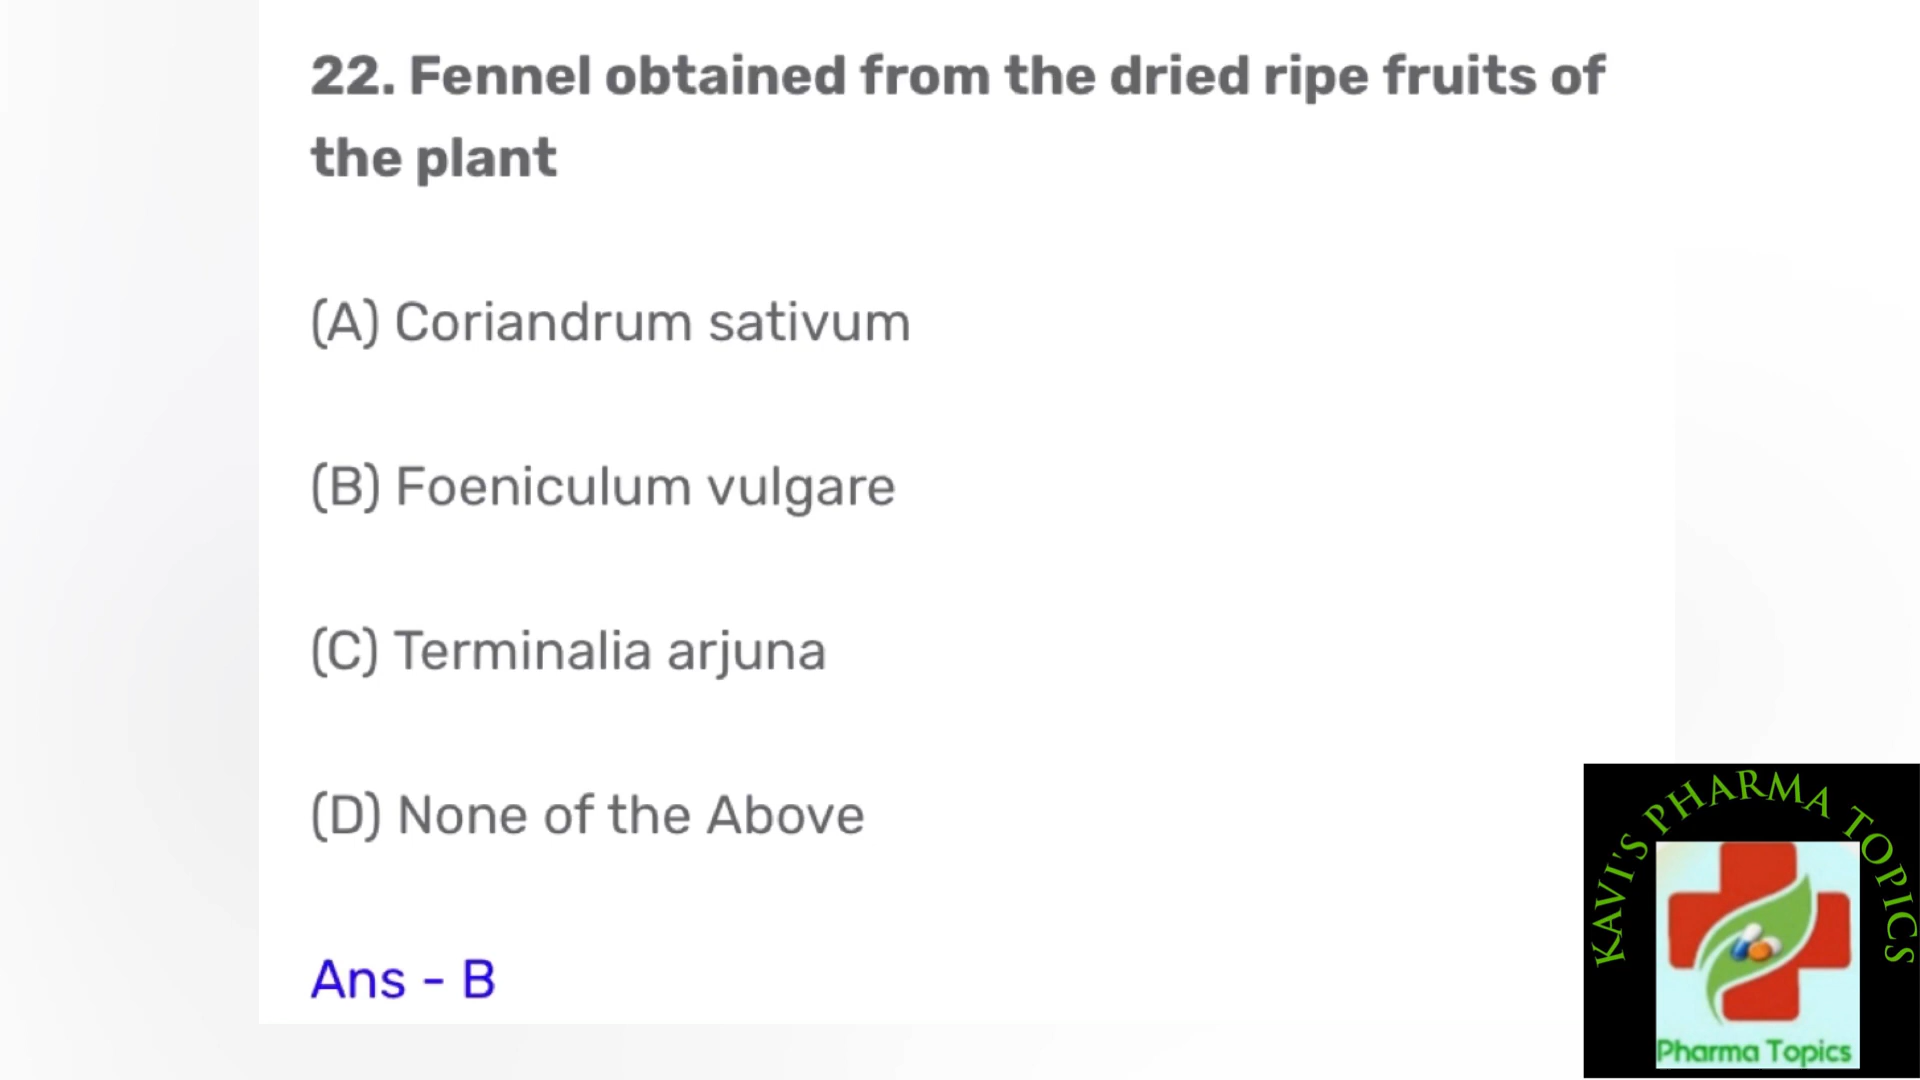 22. Fennel obtained from the dried ripe fruits of
the plant
(A) Coriandrum sativum
(B) Foeniculum vulgare
(C) Terminalia arjuna
(D) None of the Above
Ans - B
KAVI'S PHARMA TOPICS
Pharma Topics